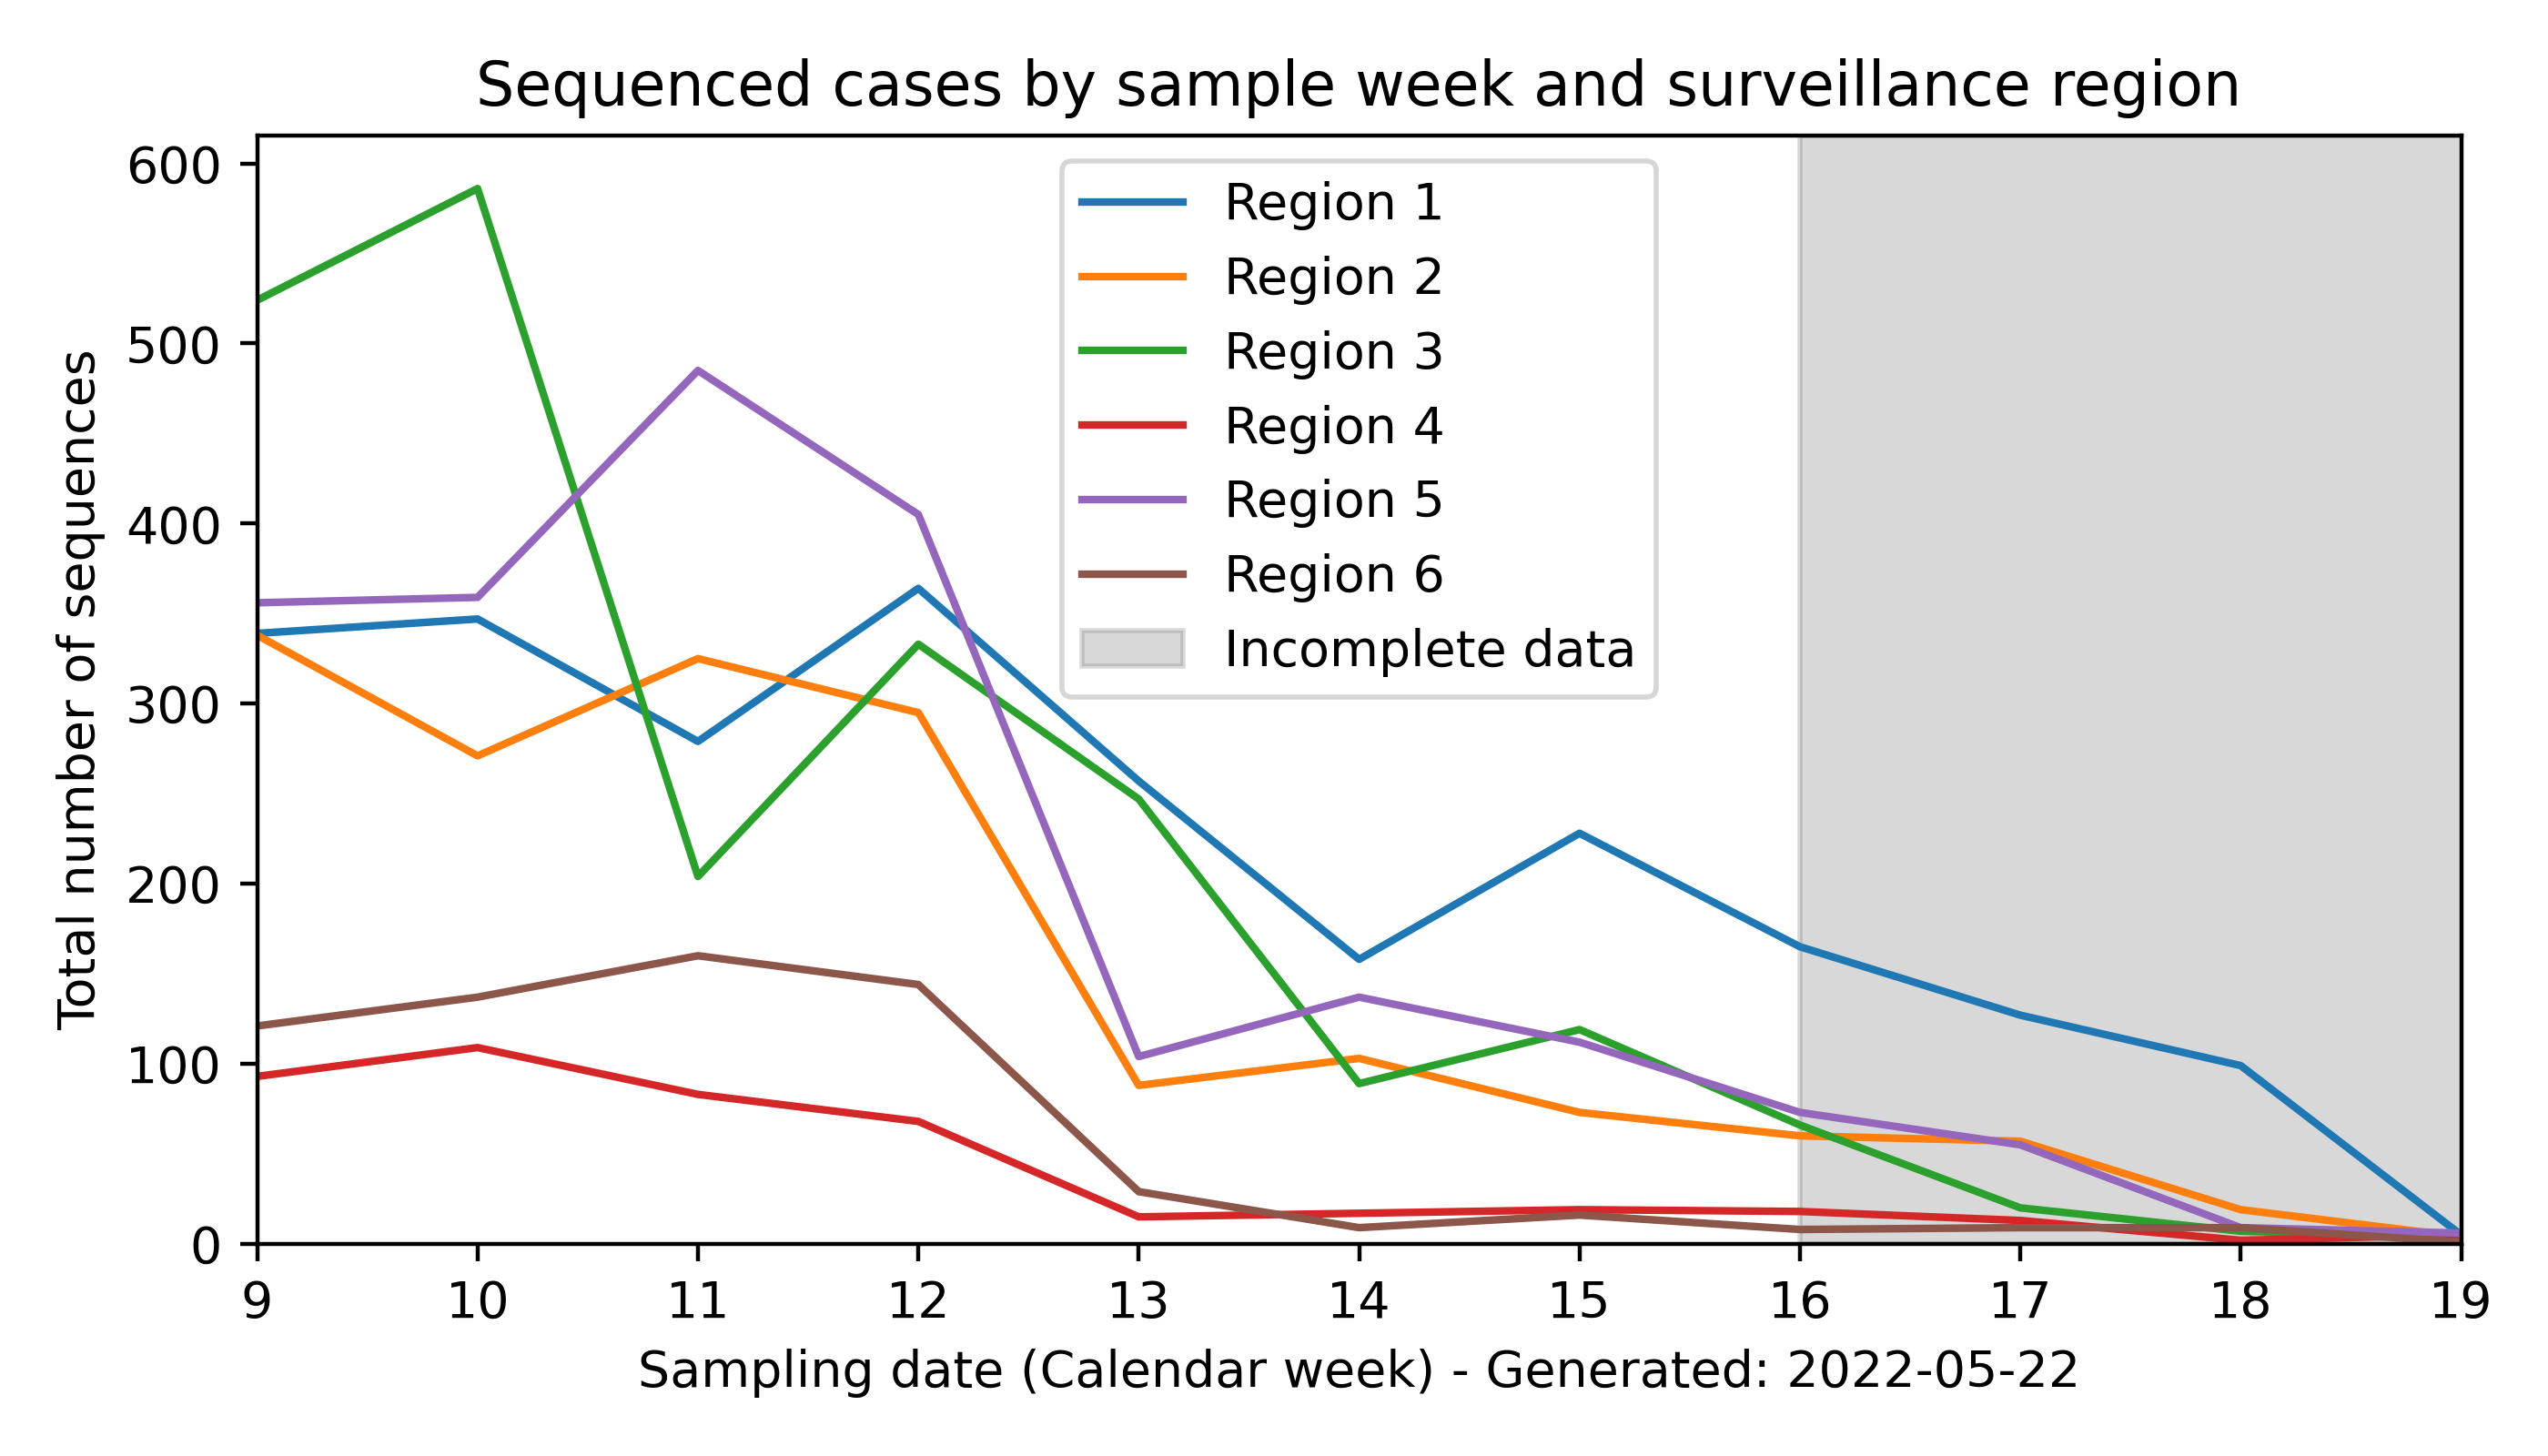 Sequenced cases by sample week and surveillance region
Total number of sequences
600
500
400
300
200
100
0
Region 1
Region 2
Region 3
Region 4
Region 5
Region 6
Incomplete data
9 10 11 12 13 14 15 16 17 18 19
Sampling date (Calendar week) - Generated: 2022-05-22